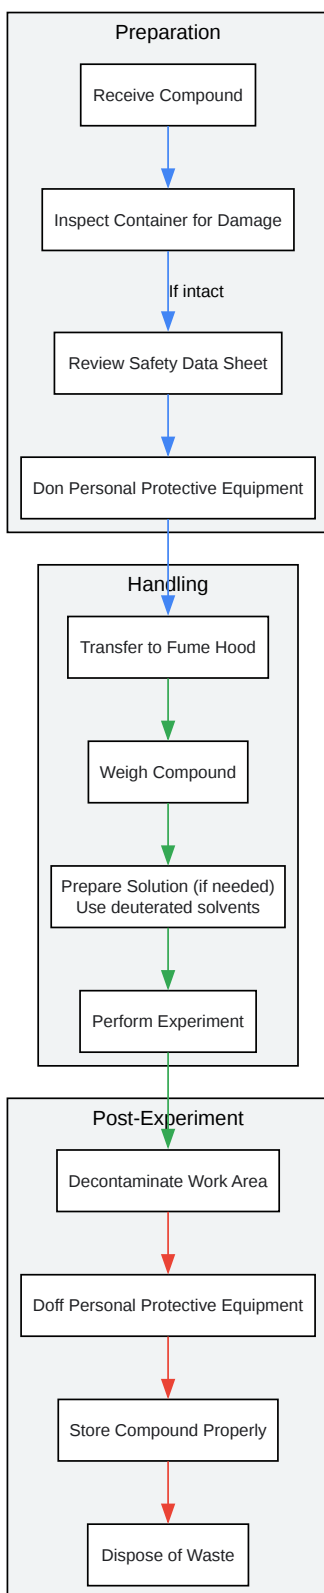 Preparation
Receive Compound
Inspect Container for Damage
If intact
Review Safety Data Sheet
Don Personal Protective Equipment
Handling
Transfer to Fume Hood
Weigh Compound
Prepare Solution (if needed)
Use deuterated solvents
Perform Experiment
Post-Experiment
Decontaminate Work Area
Doff Personal Protective Equipment
Store Compound Properly
Dispose of Waste